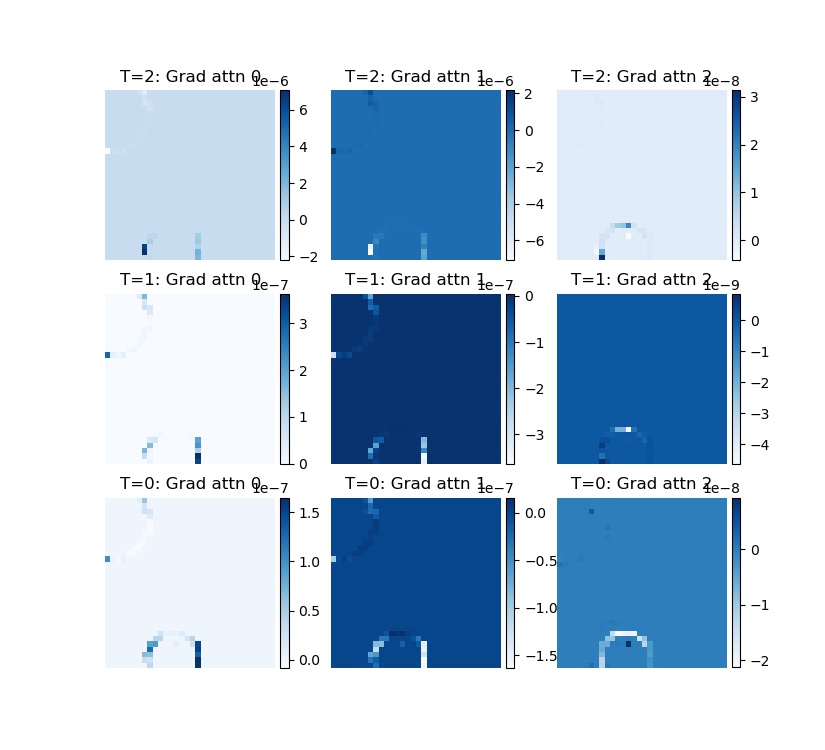 T=2: Grad attn 0
1e−6
T=2: Grad attn 1
1e−6
T=2: Grad attn 2
1e−8
6
4
2
0
−2
2
0
−2
−4
−6
3
2
1
0
T=1: Grad attn 0
1e−7
T=1: Grad attn 1
1e−7
T=1: Grad attn 2
1e−9
3
2
1
0
0
−1
−2
−3
0
−1
−2
−3
−4
T=0: Grad attn 0
1e−7
T=0: Grad attn 1
1e−7
T=0: Grad attn 2
1e−8
1.5
1.0
0.5
0.0
0.0
−0.5
−1.0
−1.5
0
−1
−2